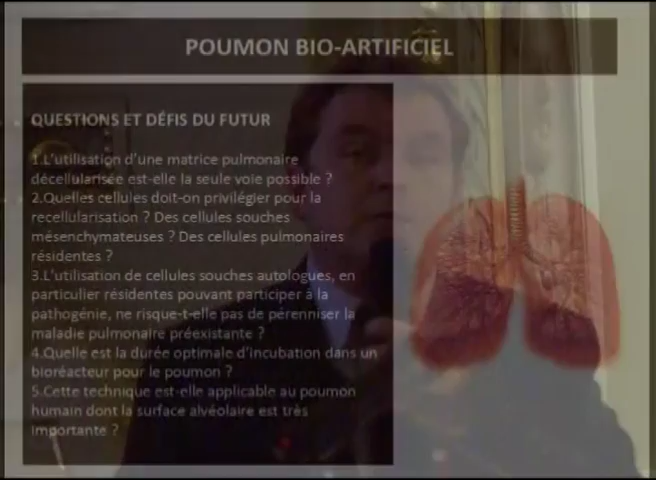 POUMON BIO-ARTIFICIEL
QUESTIONS ET DÉFIS DU FUTUR
1.L'utilisation d'une matrice pulmonaire
décellularisée est-elle la seule voie possible ?
2.Quelles cellules doit-on privilégier pour la
recellularisation ? Des cellules souches
mésenchymateuses ? Des cellules pulmonaires
résidentes ?
3.L'utilisation de cellules souches autologues, en
particulier résidentes pouvant participer à la
pathogénie, ne risque-t-elle pas de pérenniser la
maladie pulmonaire préexistante ?
4.Quelle est la durée optimale d'incubation dans un
bioréacteur pour le poumon ?
5.Cette technique est-elle applicable au poumon
humain dont la surface alvéolaire est très
importante ?